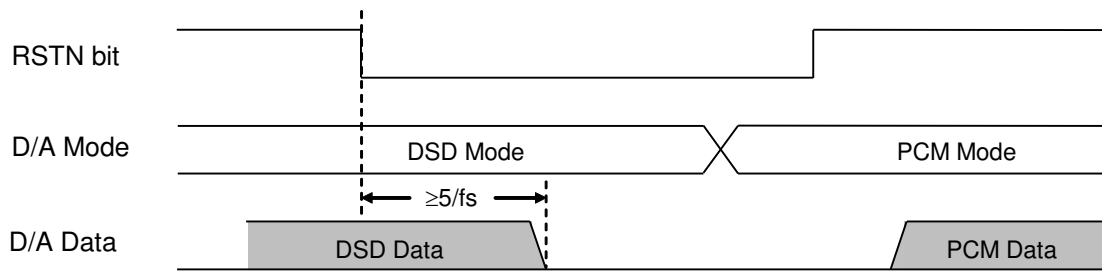 RSTN bit
D/A Mode
DSD Mode
PCM Mode
≥5/fs
D/A Data
DSD Data
PCM Data